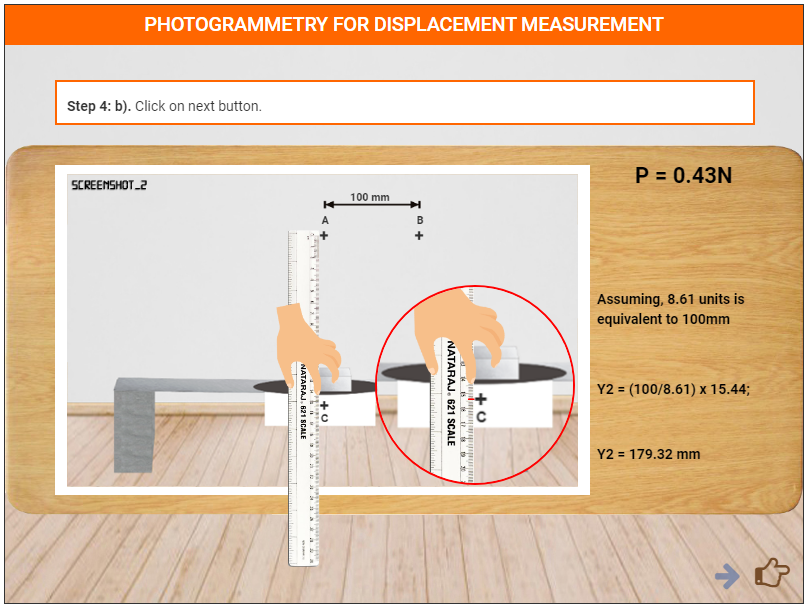 PHOTOGRAMMETRY FOR DISPLACEMENT MEASUREMENT
Step 4: b). Click on next button.
SCREENSHOT_2
P = 0.43N
100 mm
A
B
+
+
Assuming, 8.61 units is
equivalent to 100mm
NATARAJ. 621 SCALE
NATARAJ. 621 SCALE
+
C
+
C
Y2 = (100/8.61) x 15.44;
Y2 = 179.32 mm